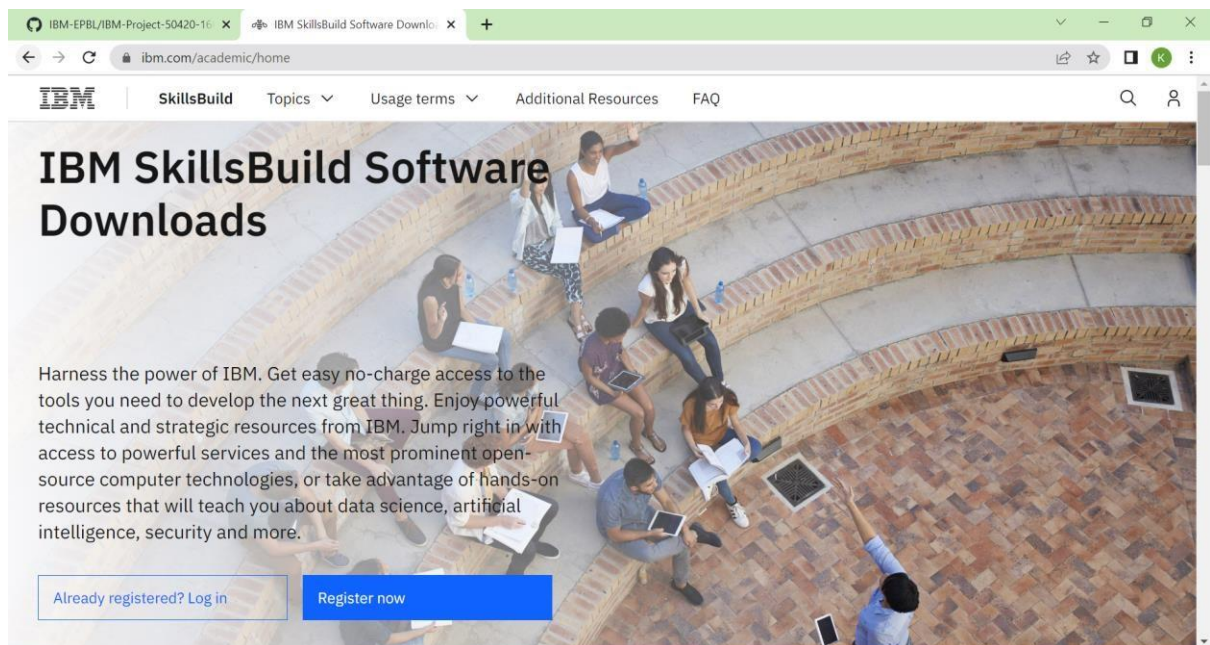 IBM-EPBL/IBM-Project-50420-16
IBM SkillsBuild Software Downlo
ibm.com/academic/home
K
IBM
SkillsBuild Topics Usage terms Additional Resources FAQ
IBM SkillsBuild Software
Downloads
Harness the power of IBM. Get easy no-charge access to the
tools you need to develop the next great thing. Enjoy powerful
technical and strategic resources from IBM. Jump right in with
access to powerful services and the most prominent open-
source computer technologies, or take advantage of hands-on
resources that will teach you about data science, artificial
intelligence, security and more.
Already registered? Log in
Register now